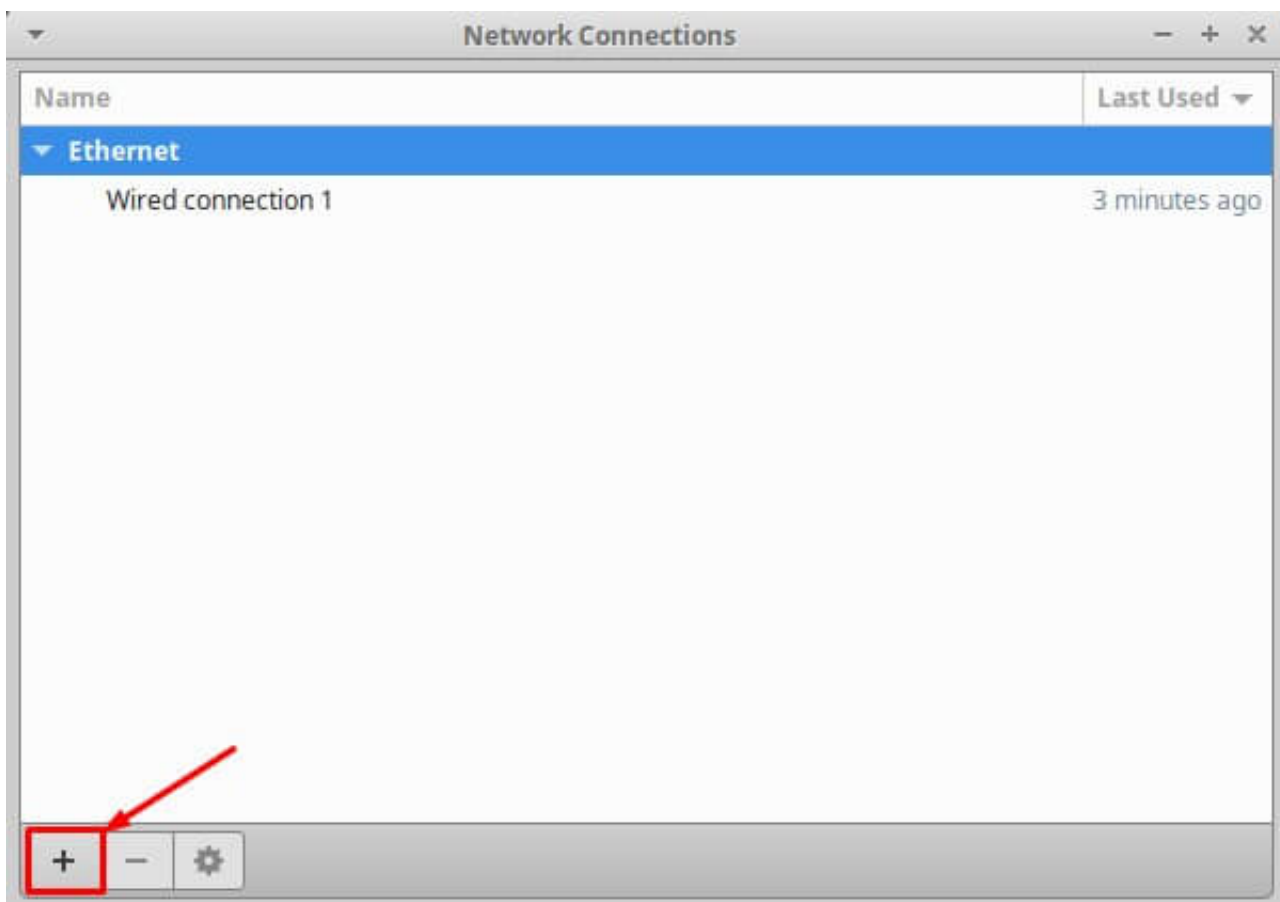 Network Connections
Name Last Used
Ethernet
Wired connection 1 3 minutes ago